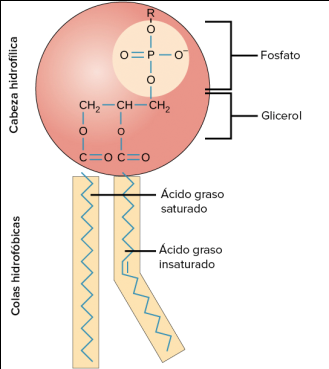 Cabeza hidrofílica
R
O
O=P–O⁻
O
Fosfato
CH2–CH–CH2
Glicerol
O O
C=O C=O
Ácido graso
saturado
Ácido graso
insaturado
Colas hidrofóbicas